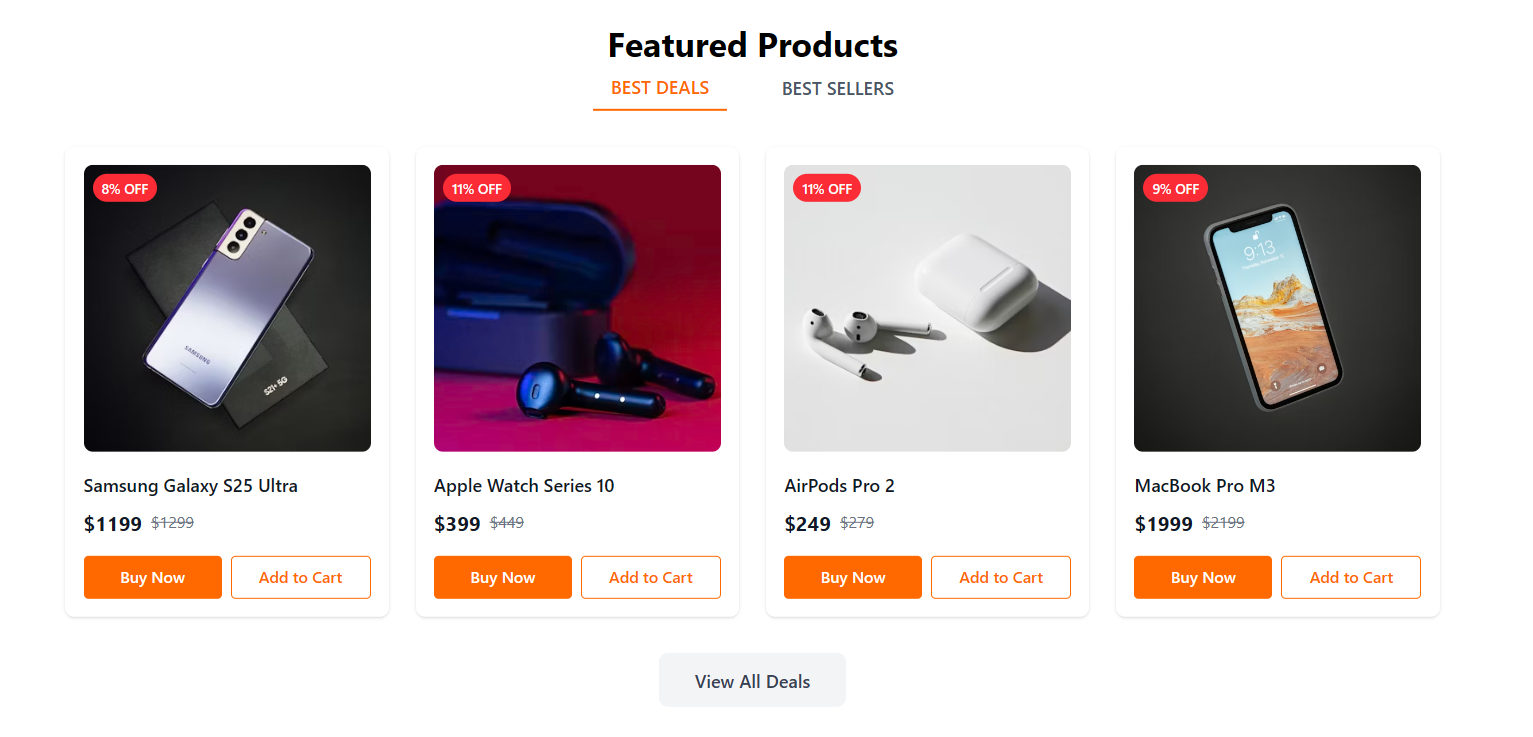 Featured Products
BEST DEALS BEST SELLERS
8% OFF
SAMSUNG
S21+ 5G
Samsung Galaxy S25 Ultra
$1199 $1299
Buy Now Add to Cart
11% OFF
Apple Watch Series 10
$399 $449
Buy Now Add to Cart
11% OFF
AirPods Pro 2
$249 $279
Buy Now Add to Cart
9% OFF
9:13
MacBook Pro M3
$1999 $2199
Buy Now Add to Cart
View All Deals